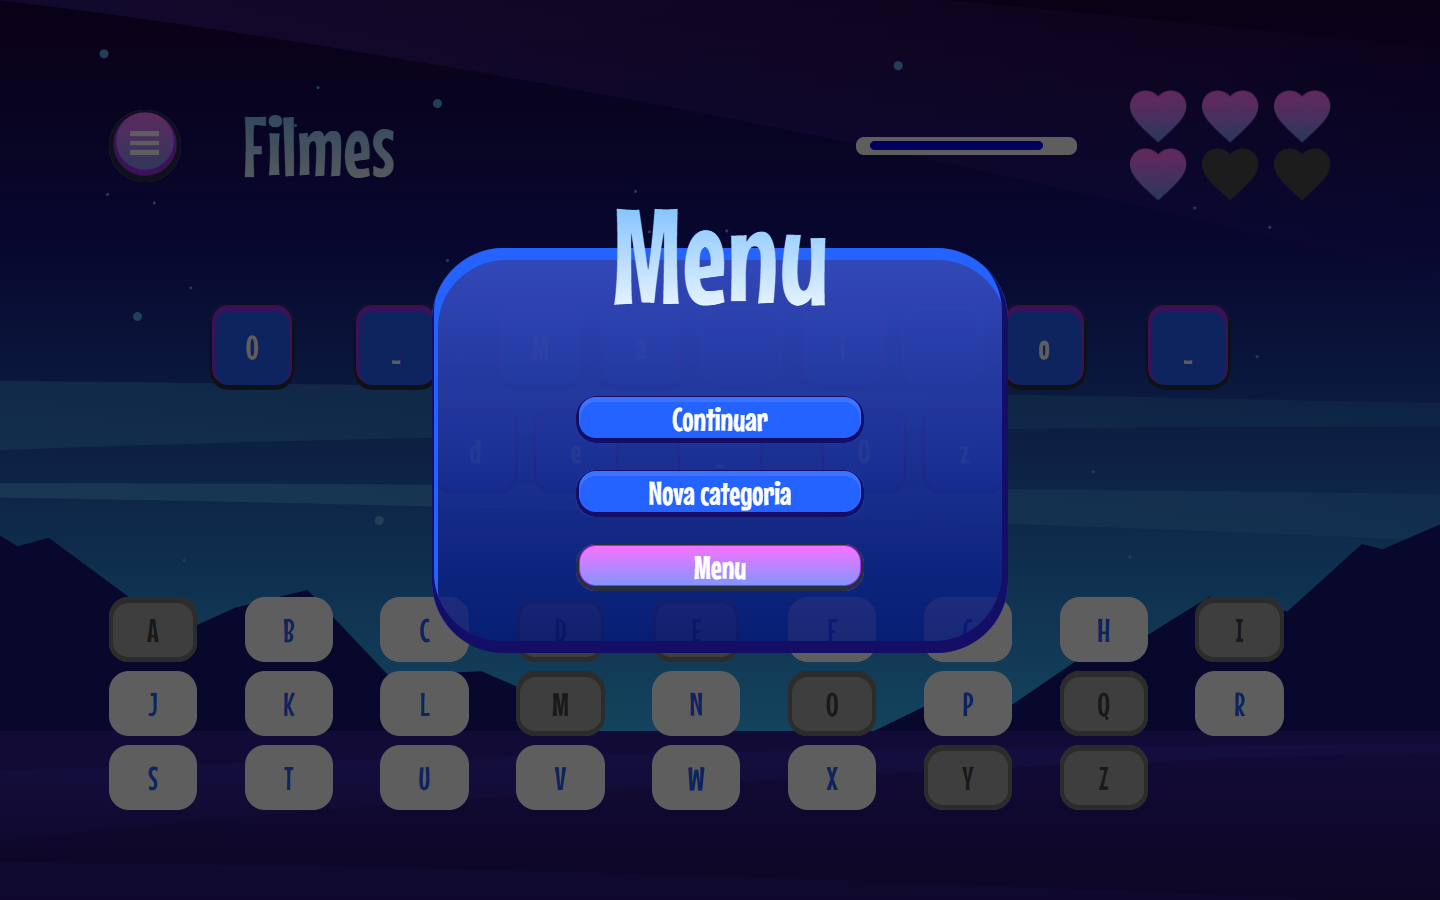 Filmes
Menu
O _ M a i o _
d e _ O z
Continuar
Nova categoria
Menu
A B C D E F G H I
J K L M N O P Q R
S T U V W X Y Z